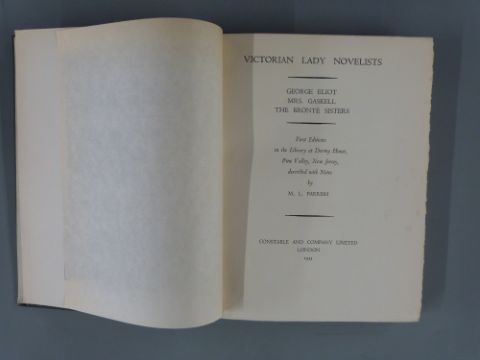 VICTORIAN LADY NOVELISTS
GEORGE ELIOT
MRS. GASKELL
THE BRONTË SISTERS
First Editions
in the Library at Dormy House,
Pine Valley, New Jersey,
described with Notes
by
M. L. PARRISH
CONSTABLE AND COMPANY LIMITED
LONDON
1933